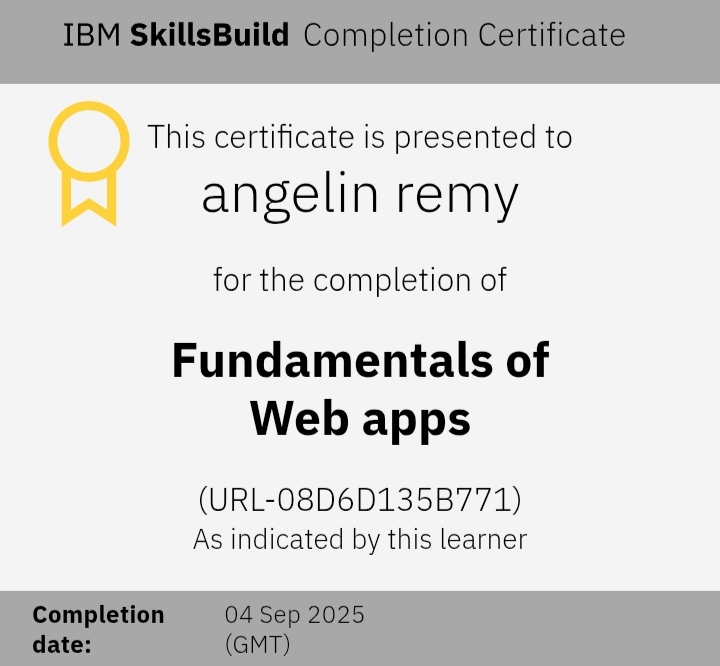 IBM SkillsBuild Completion Certificate
This certificate is presented to
angelin remy
for the completion of
Fundamentals of
Web apps
(URL-08D6D135B771)
As indicated by this learner
Completion date:
04 Sep 2025 (GMT)